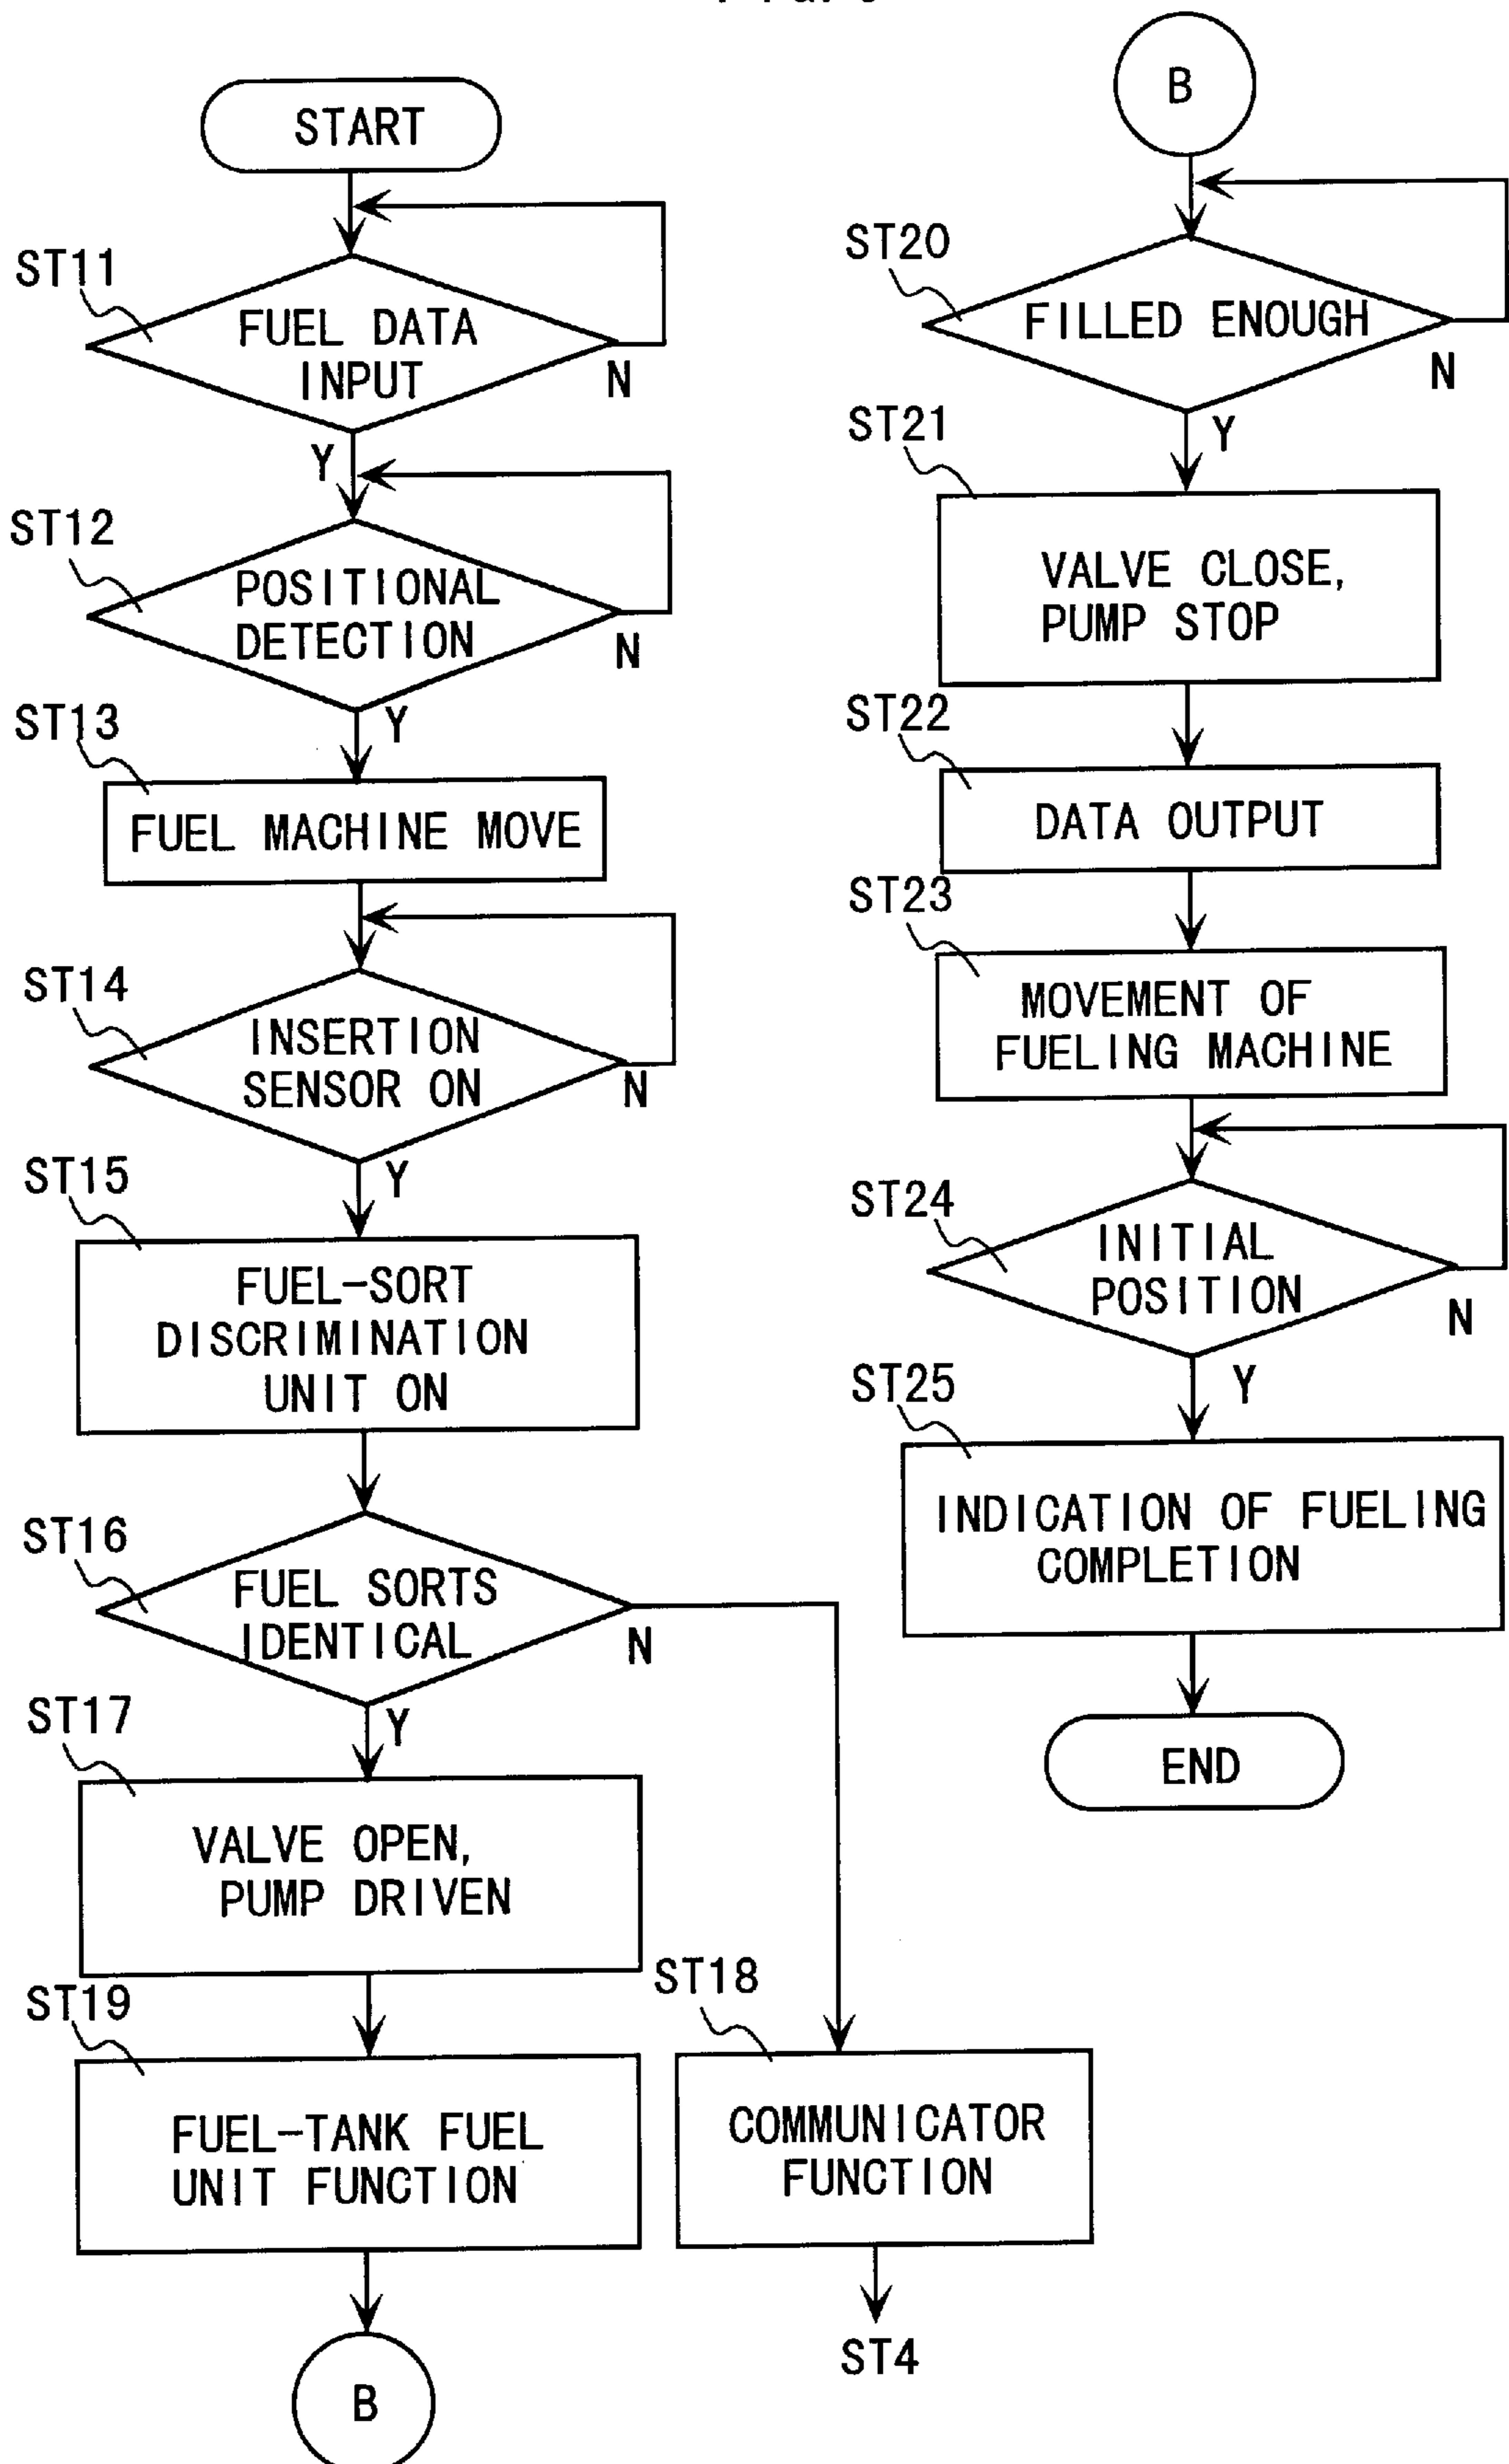 START
ST11
FUEL DATA
INPUT
N
Y
ST12
POSITIONAL
DETECTION
N
Y
ST13
FUEL MACHINE MOVE
ST14
INSERTION
SENSOR ON
N
Y
ST15
FUEL-SORT
DISCRIMINATION
UNIT ON
ST16
FUEL SORTS
IDENTICAL
N
Y
ST17
VALVE OPEN,
PUMP DRIVEN
ST19
FUEL-TANK FUEL
UNIT FUNCTION
B
ST18
COMMUNICATOR
FUNCTION
ST4
B
ST20
FILLED ENOUGH
N
Y
ST21
VALVE CLOSE,
PUMP STOP
ST22
DATA OUTPUT
ST23
MOVEMENT OF
FUELING MACHINE
ST24
INITIAL
POSITION
N
Y
ST25
INDICATION OF FUELING
COMPLETION
END